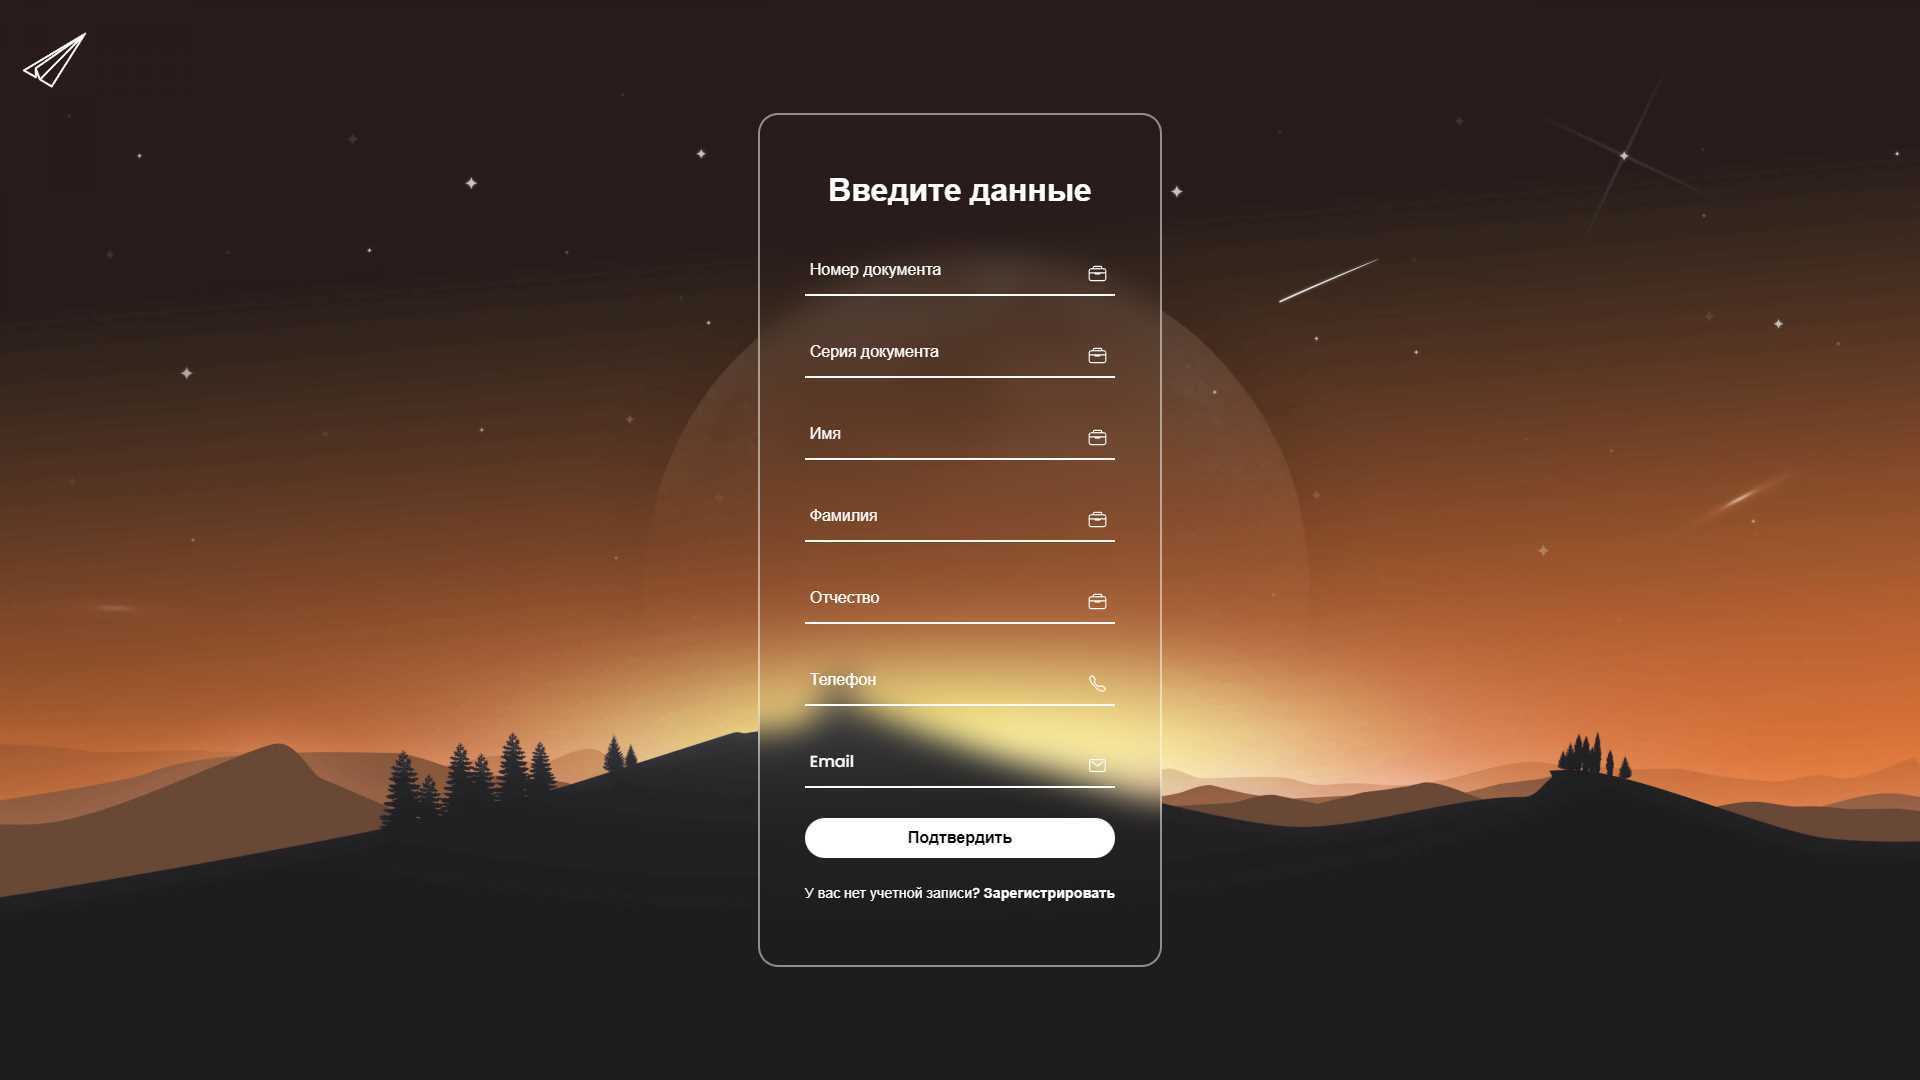 Введите данные
Номер документа
Серия документа
Имя
Фамилия
Отчество
Телефон
Email
Подтвердить
У вас нет учетной записи? Зарегистрировать